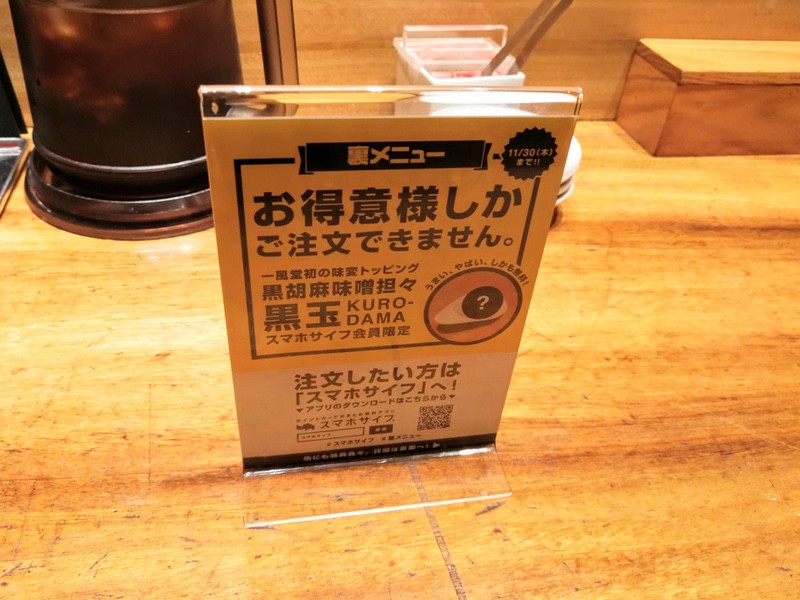 裏メニュー
11/30(木)
まで!!
お得意様しか
ご注文できません。
一風堂初の味変トッピング
黒胡麻味噌担々
黒玉 KURO-
DAMA
スマホサイフ会員限定
うまい、やばい、しかも無料!
?
注文したい方は
「スマホサイフ」へ!
▼アプリのダウンロードはこちらから▼
スマホサイフ
#スマホサイフ #裏メニュー